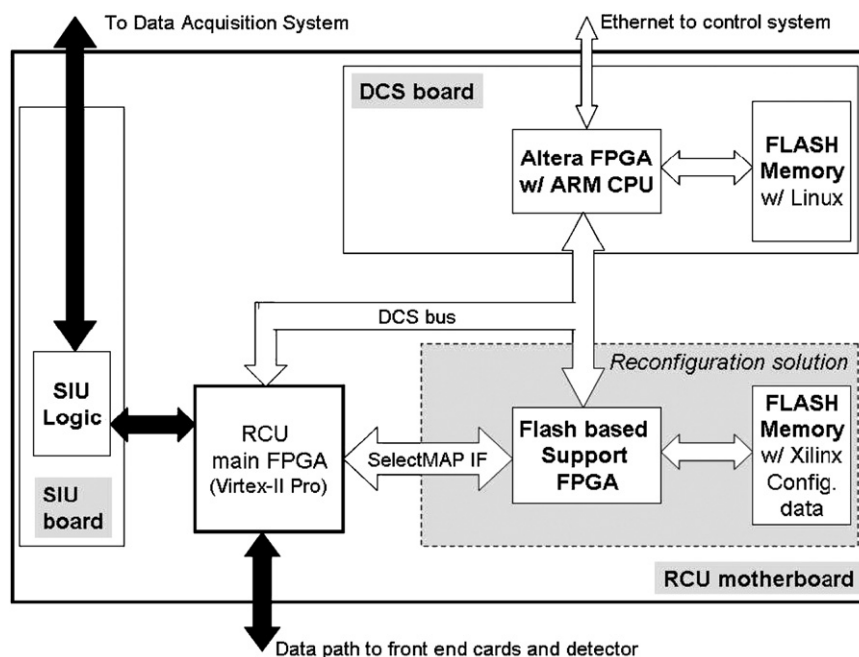 To Data Acquisition System
Ethernet to control system
DCS board
Altera FPGA
w/ ARM CPU
FLASH
Memory
w/ Linux
DCS bus
Reconfiguration solution
SIU
Logic
SIU
board
RCU
main FPGA
(Virtex-II Pro)
SelectMAP IF
Flash based
Support
FPGA
FLASH
Memory
w/ Xilinx
Config.
data
RCU motherboard
Data path to front end cards and detector